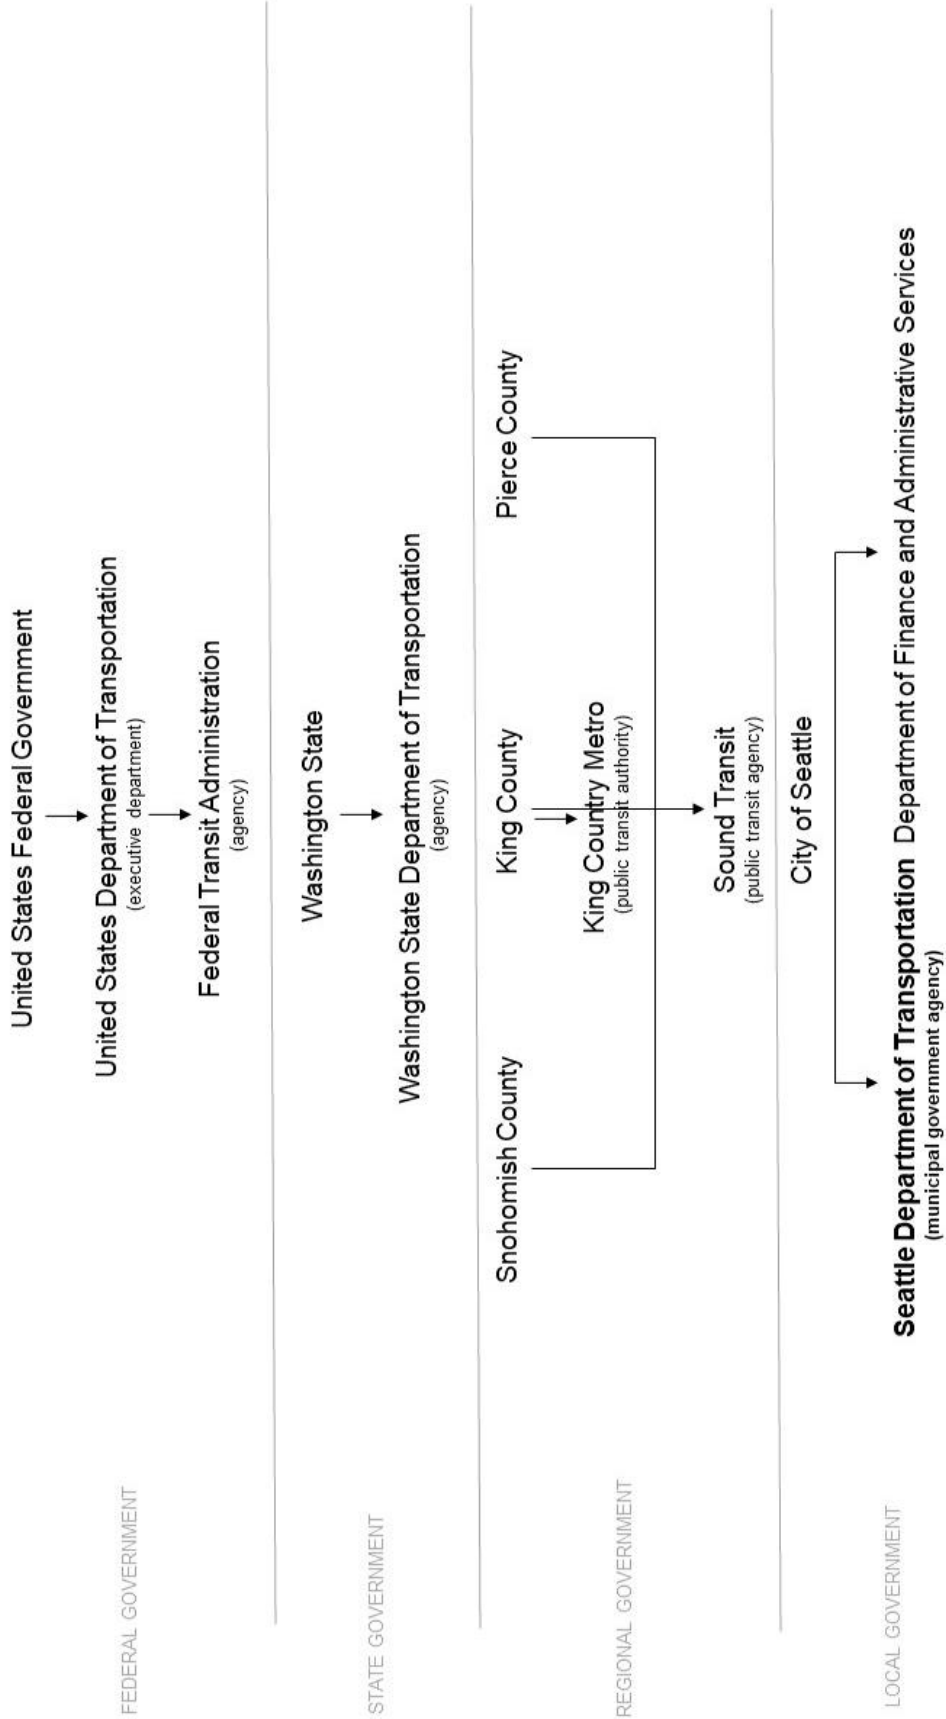 United States Federal Government
United States Department of Transportation
(executive department)
Federal Transit Administration
(agency)
FEDERAL GOVERNMENT
Washington State
Washington State Department of Transportation
(agency)
STATE GOVERNMENT
Snohomish County King County Pierce County
King Country Metro
(public transit authority)
REGIONAL GOVERNMENT
Sound Transit
(public transit agency)
City of Seattle
LOCAL GOVERNMENT
Seattle Department of Transportation Department of Finance and Administrative Services
(municipal government agency)